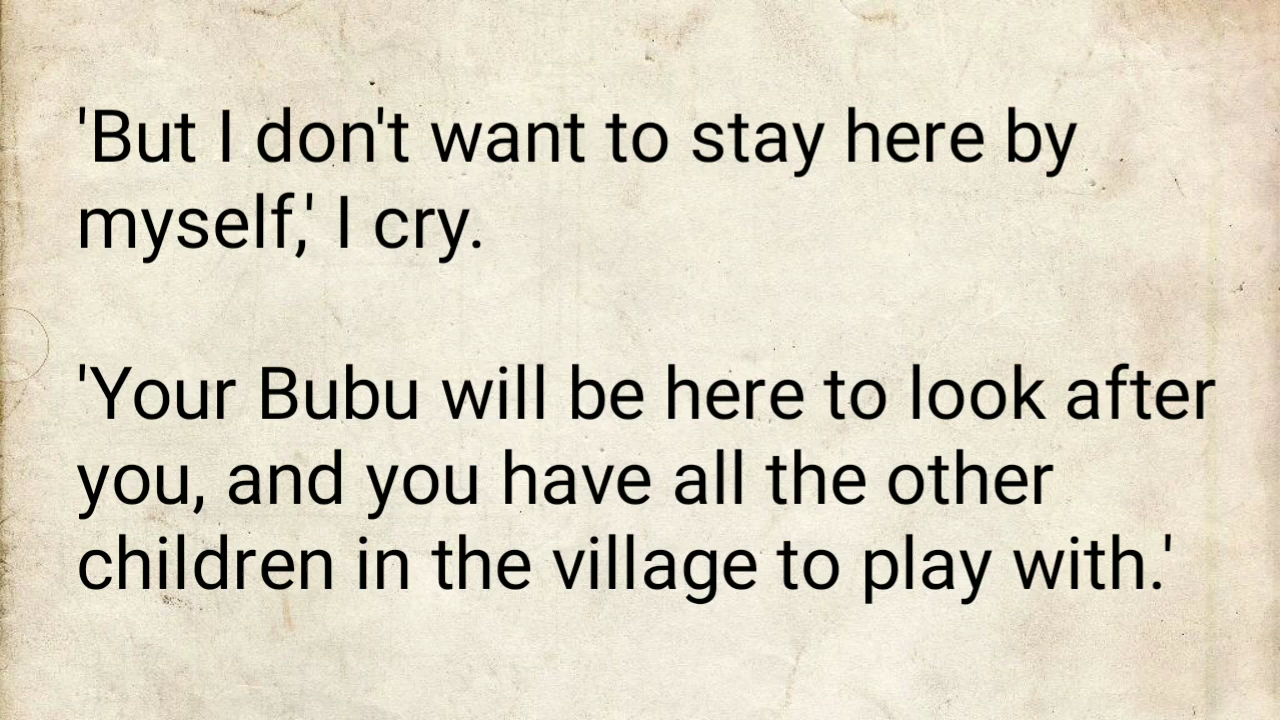 'But I don't want to stay here by
myself,' I cry.
'Your Bubu will be here to look after
you, and you have all the other
children in the village to play with.'